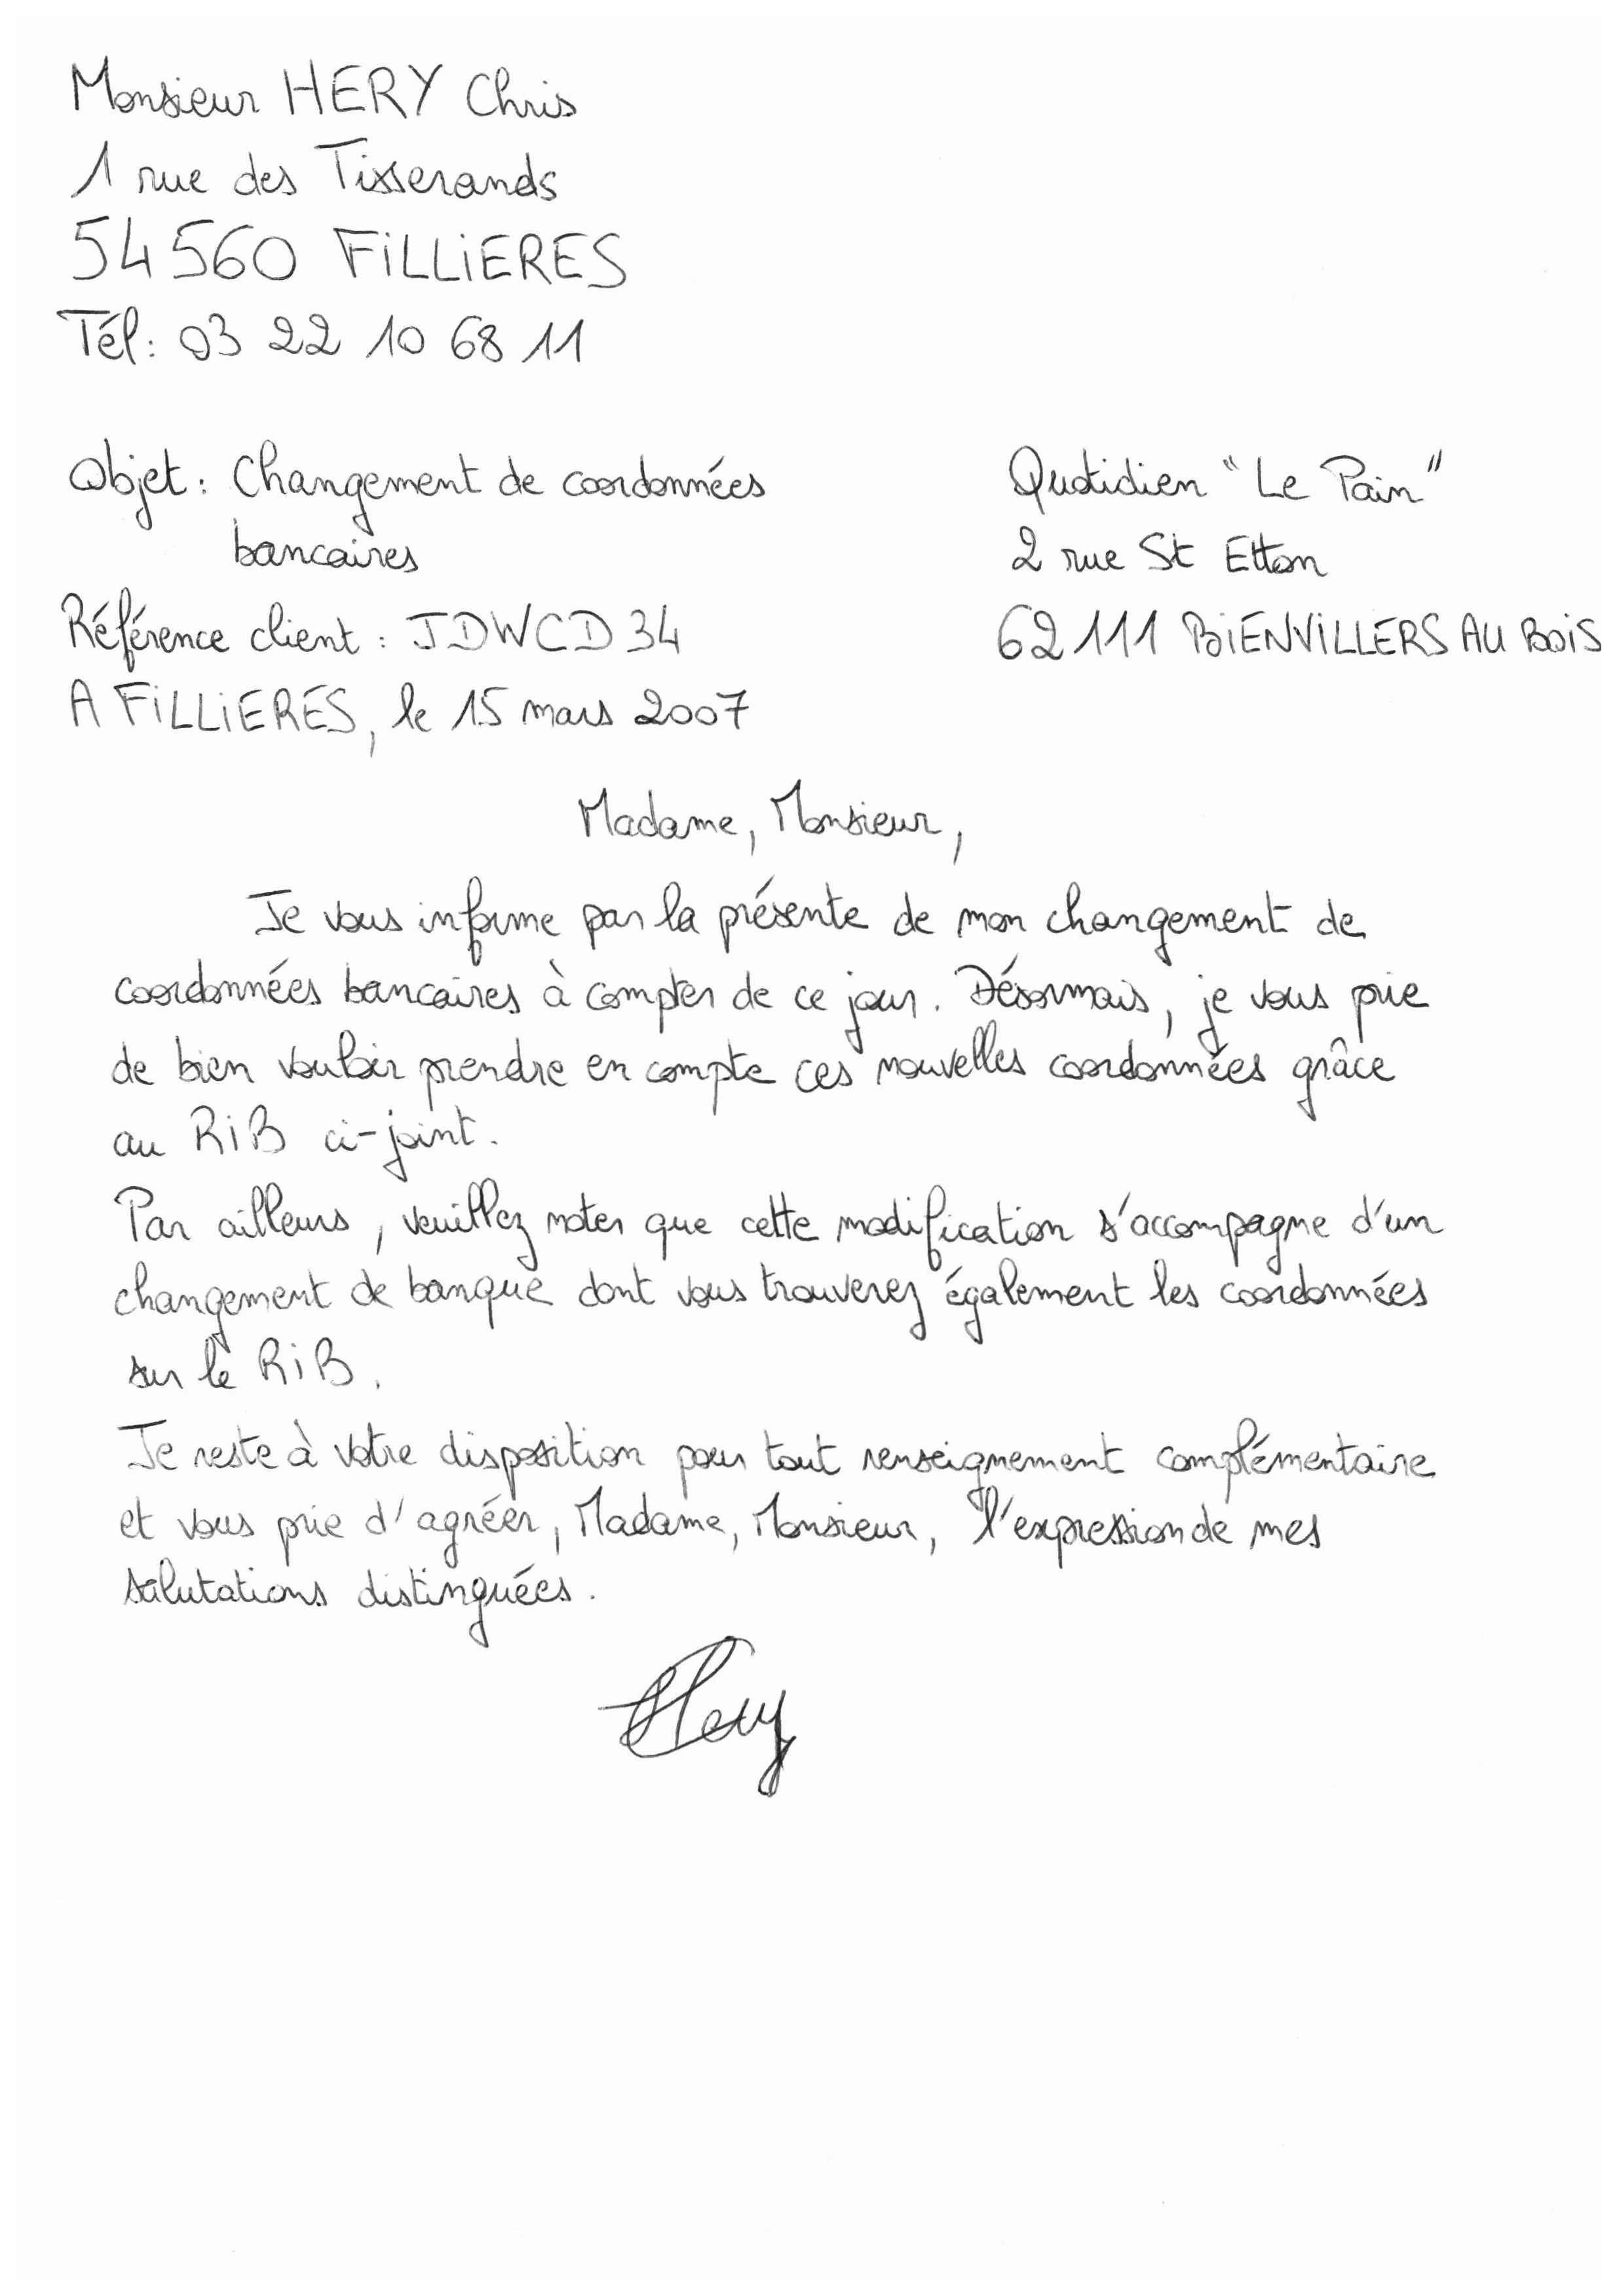 Monsieur HERY Chris
1 rue des Tisserands
54560 FiLLiERES
Tél: 03 22 10 68 11
Objet: Changement de coordonnées
bancaires
Quotidien "Le Pain"
2 rue St Etton
62111 BiENViLLERS AU BOiS
Référence client: JDWCD34
A FiLLiERES, le 15 mars 2007
Madame, Monsieur,
Je vous informe par la présente de mon changement de
coordonnées bancaires à compter de ce jour. Désormais, je vous prie
de bien vouloir prendre en compte ces nouvelles coordonnées grâce
au RiB ci-joint.
Par ailleurs, veuillez noter que cette modification s'accompagne d'un
changement de banque dont vous trouverez également les coordonnées
sur le RiB.
Je reste à votre disposition pour tout renseignement complémentaire
et vous prie d'agréer, Madame, Monsieur, l'expression de mes
salutations distinguées.
Hery